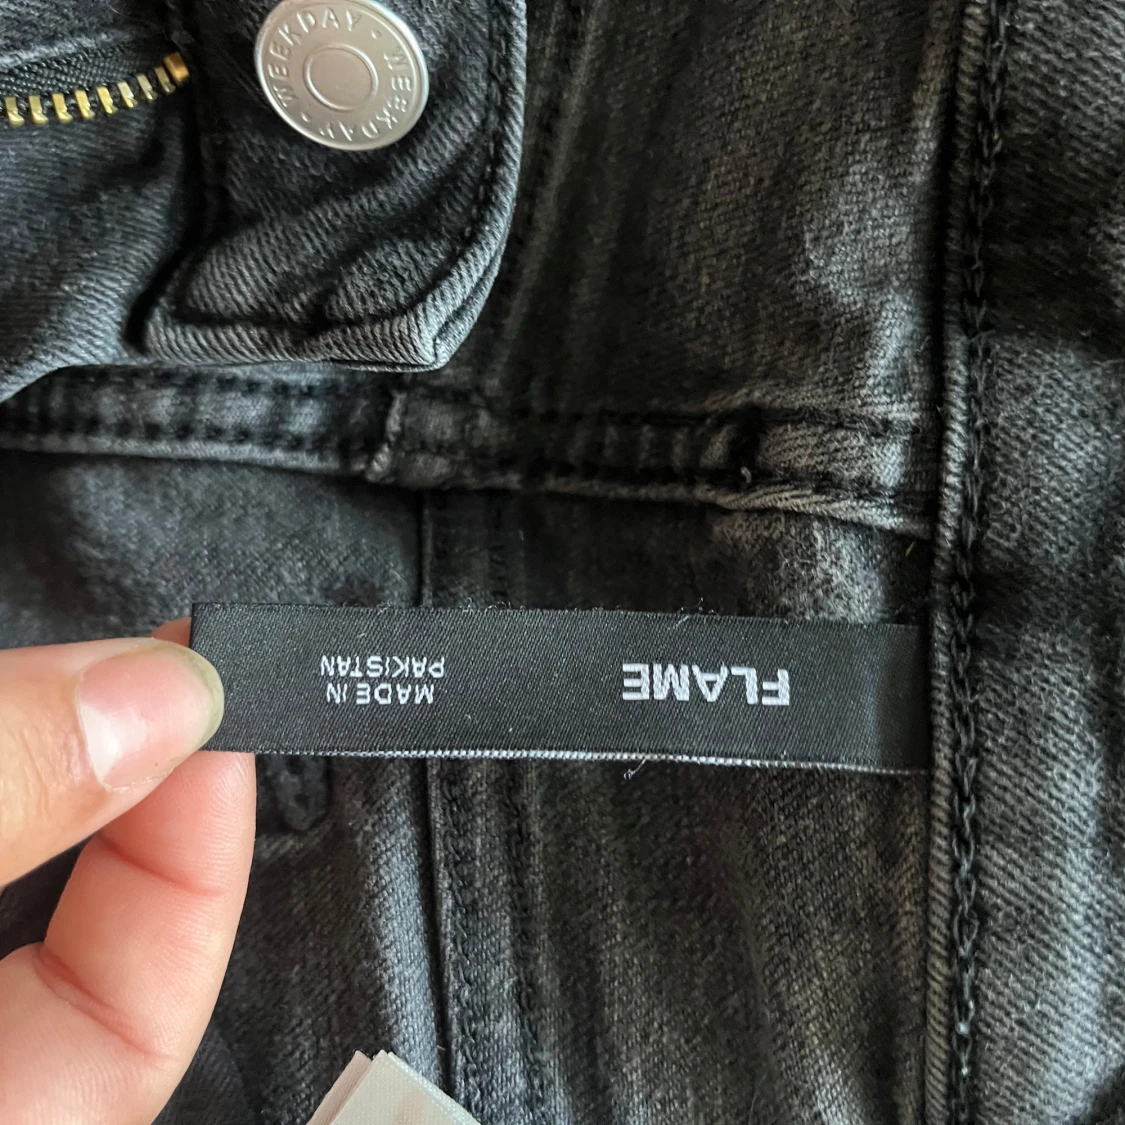 WEEKDAY · WEEKDAY ·
FLAME
MADE IN
PAKISTAN